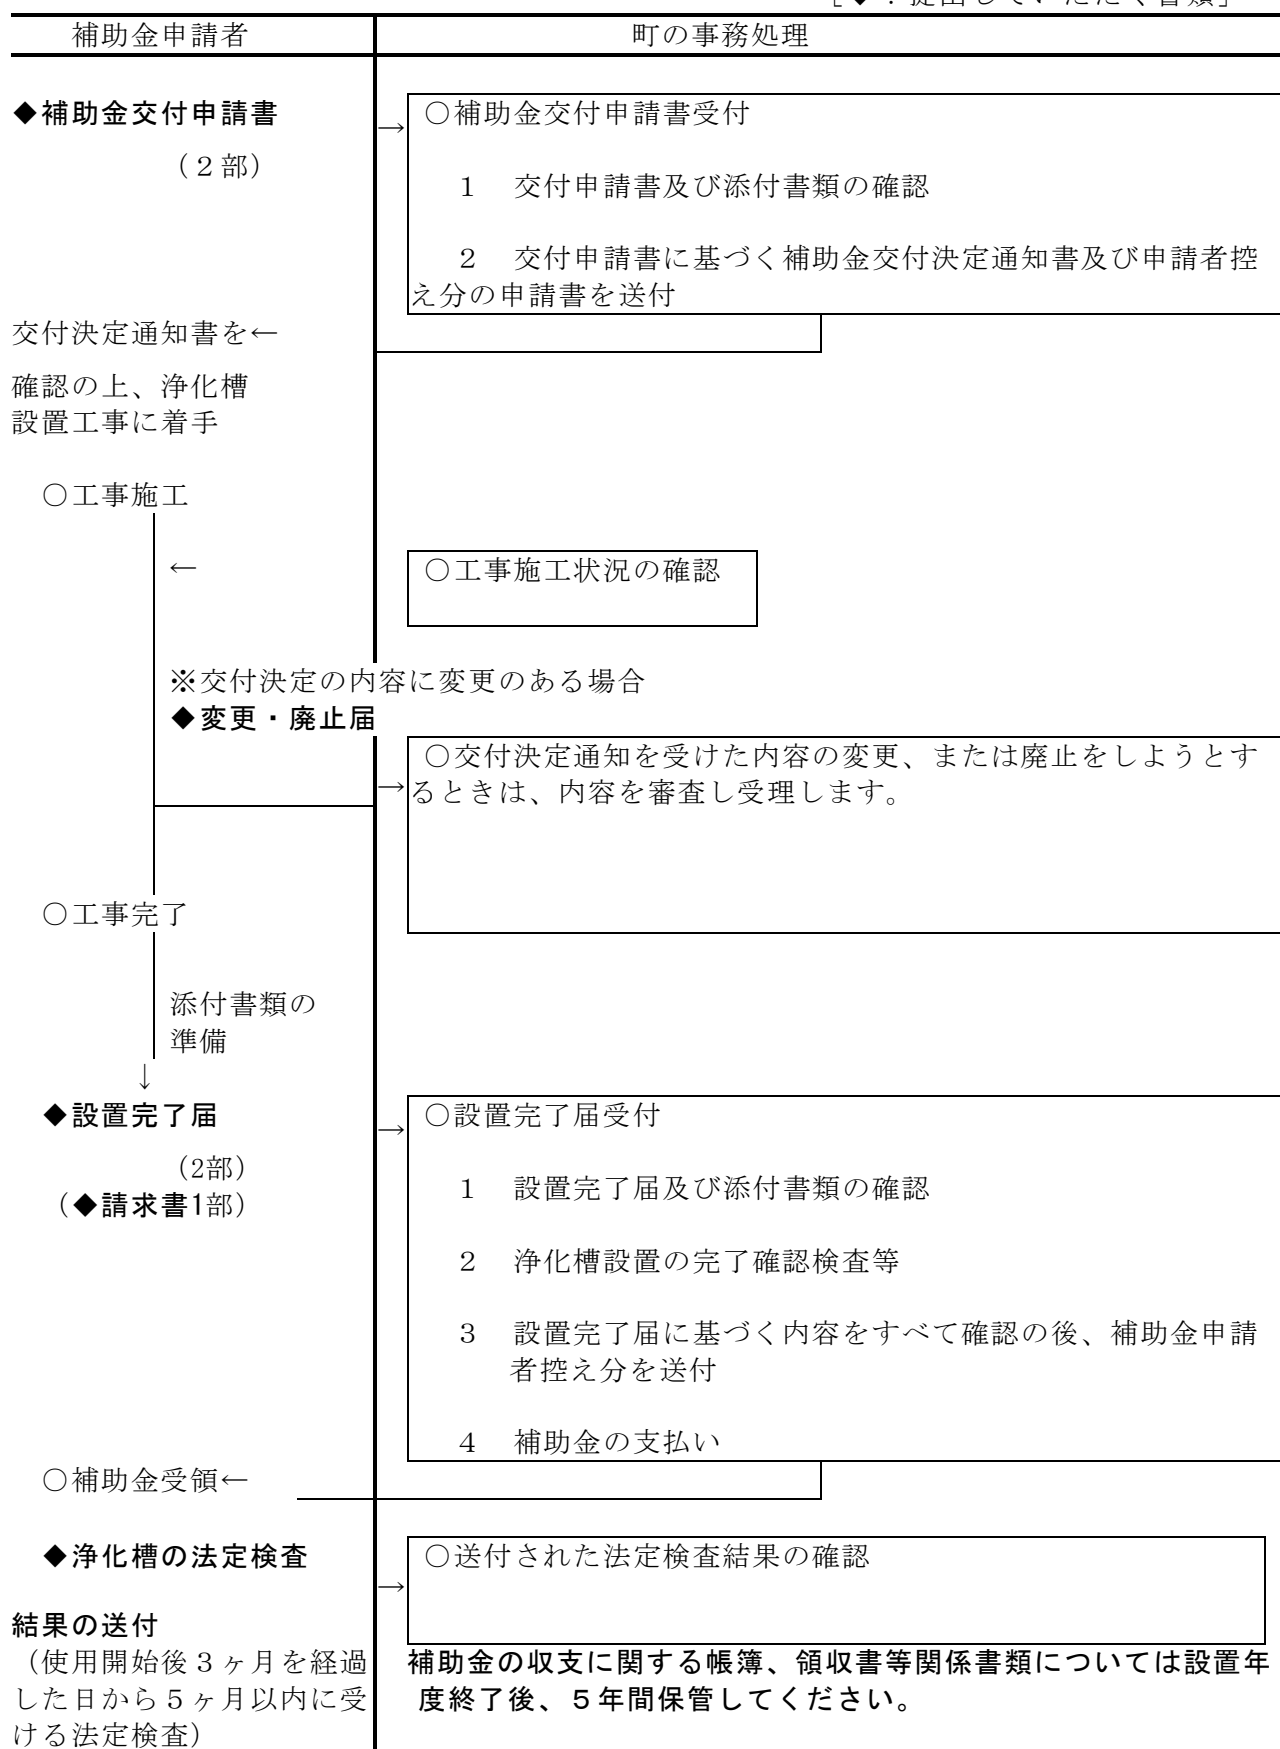 [◆：提出していただく書類]
補助金申請者
町の事務処理
◆補助金交付申請書
（２部）
→
○補助金交付申請書受付
１　交付申請書及び添付書類の確認
２　交付申請書に基づく補助金交付決定通知書及び申請者控
え分の申請書を送付
交付決定通知書を←
確認の上、浄化槽
設置工事に着手
○工事施工
←
○工事施工状況の確認
※交付決定の内容に変更のある場合
◆変更・廃止届
→
○交付決定通知を受けた内容の変更、または廃止をしようとす
るときは、内容を審査し受理します。
○工事完了
添付書類の
準備
↓
◆設置完了届
（2部）
（◆請求書1部）
→
○設置完了届受付
１　設置完了届及び添付書類の確認
２　浄化槽設置の完了確認検査等
３　設置完了届に基づく内容をすべて確認の後、補助金申請
者控え分を送付
４　補助金の支払い
○補助金受領←
◆浄化槽の法定検査
結果の送付
（使用開始後３ヶ月を経過
した日から５ヶ月以内に受
ける法定検査）
→
○送付された法定検査結果の確認
補助金の収支に関する帳簿、領収書等関係書類については設置年
度終了後、５年間保管してください。